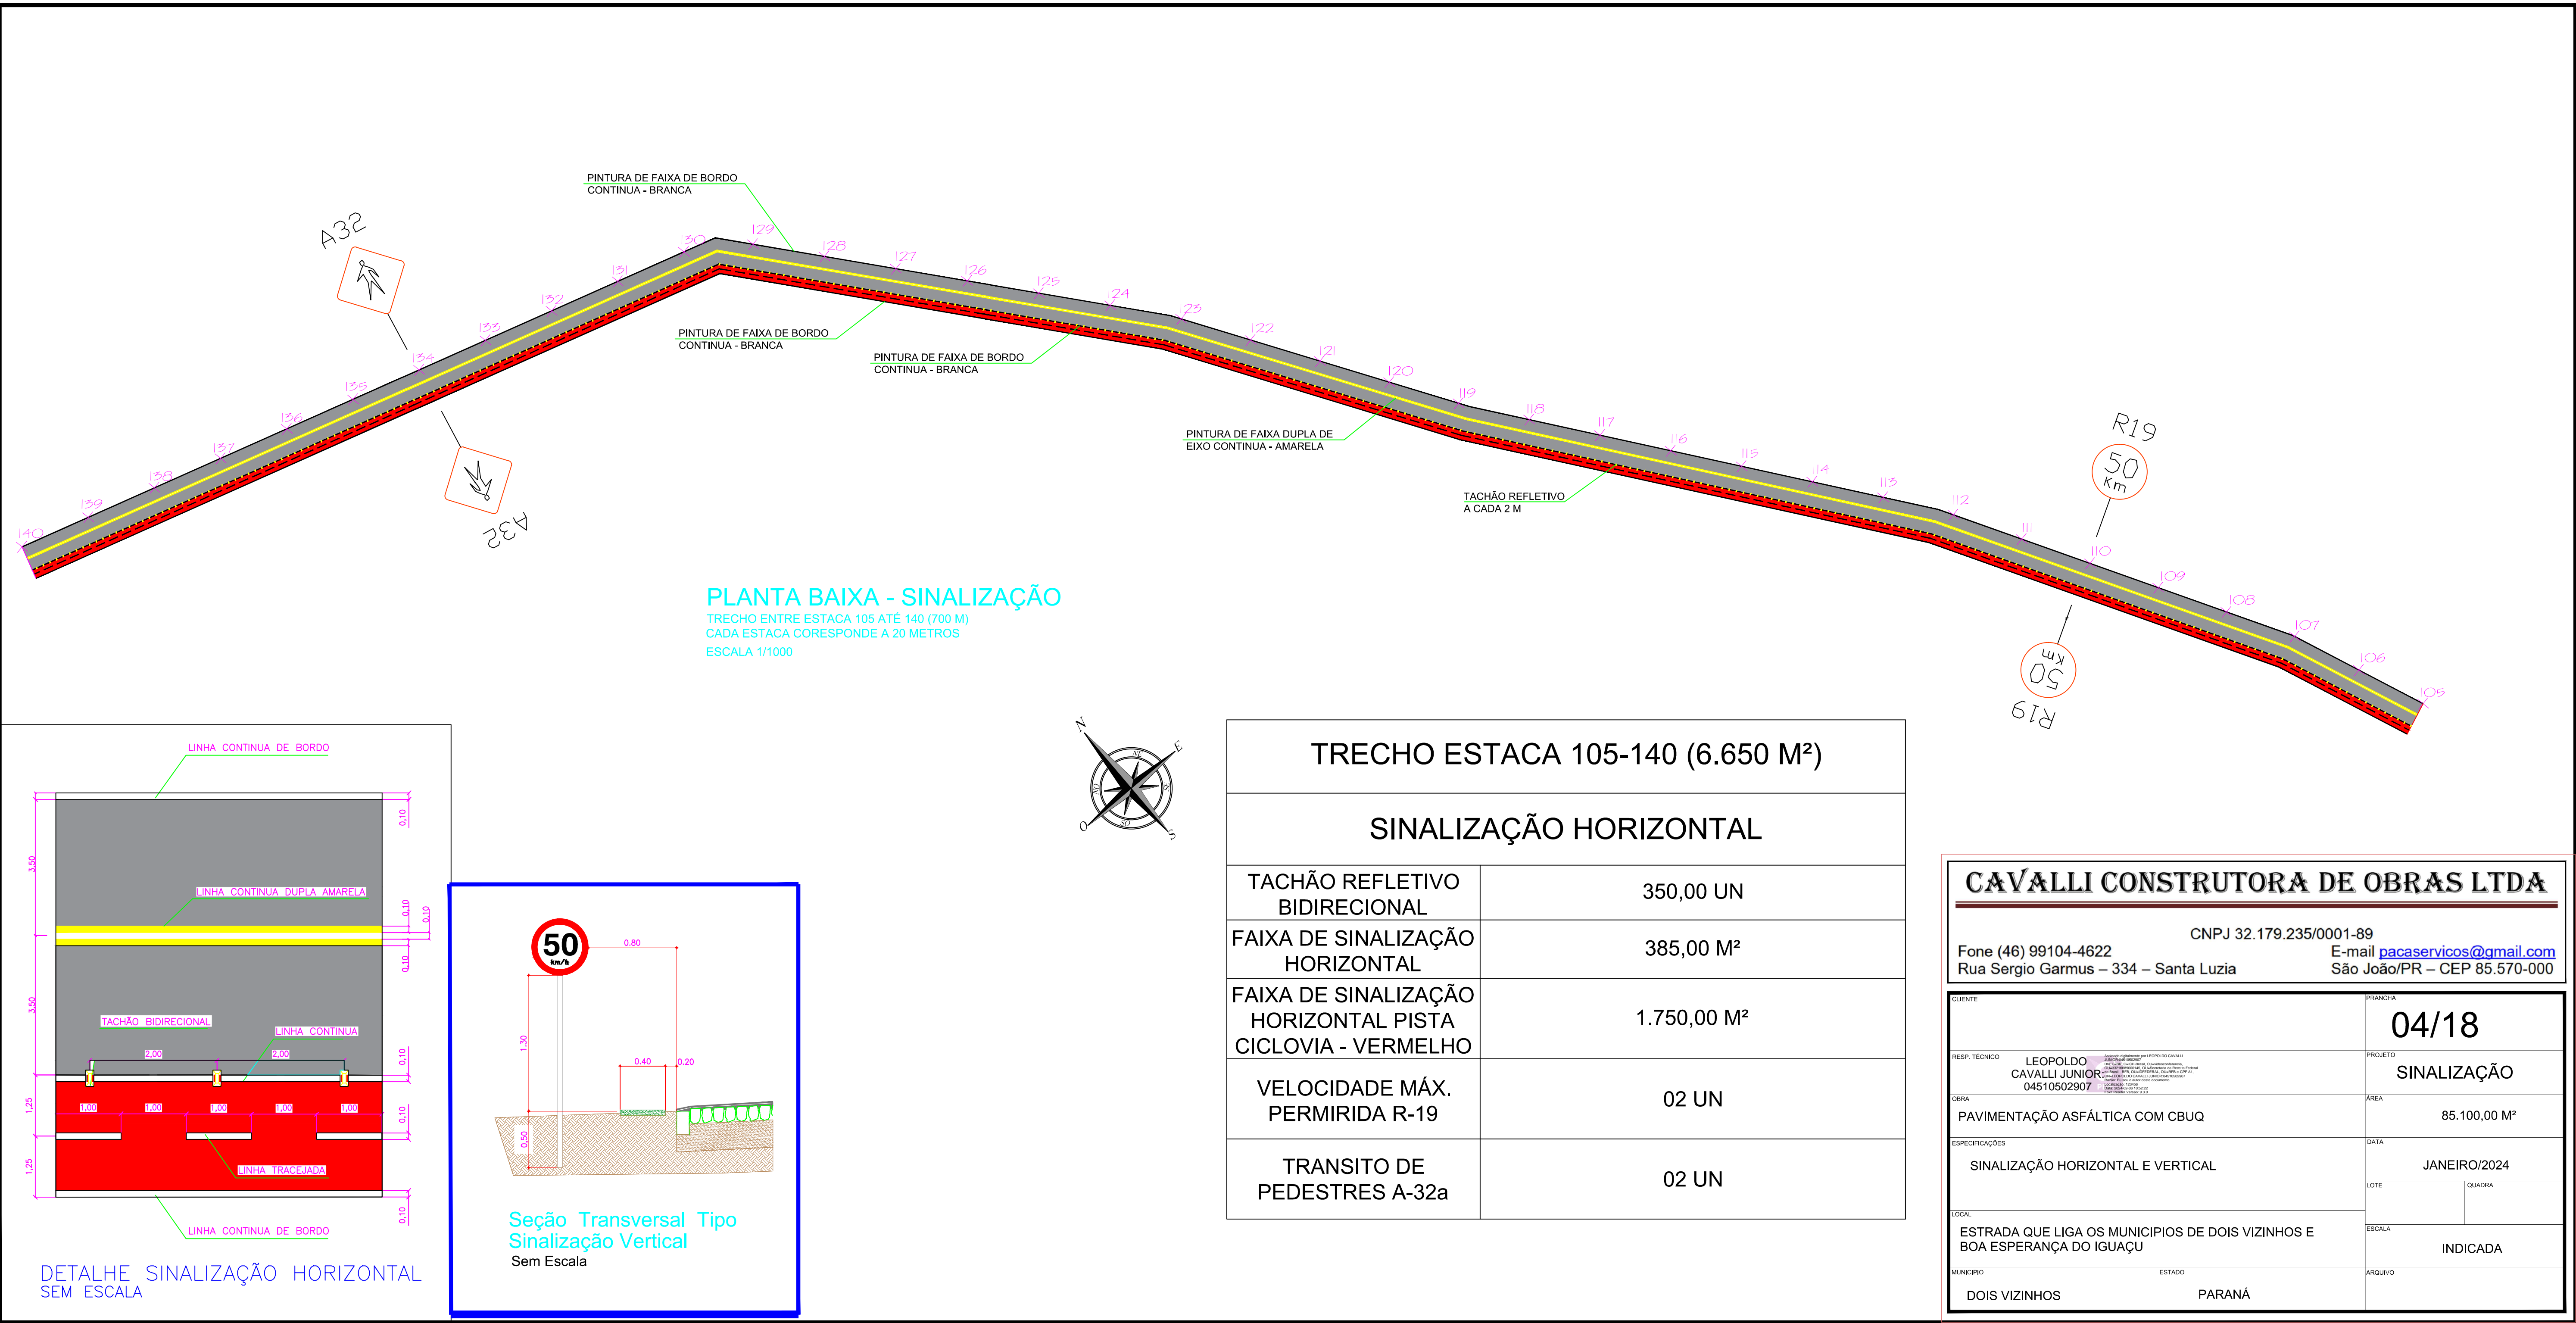 PINTURA DE FAIXA DE BORDO
CONTINUA - BRANCA
A32
130
129
128
127
126
125
124
123
122
121
120
119
118
117
116
115
114
113
112
111
110
109
108
107
106
105
131
132
133
134
135
136
137
138
139
140
PINTURA DE FAIXA DE BORDO
CONTINUA - BRANCA
PINTURA DE FAIXA DE BORDO
CONTINUA - BRANCA
PINTURA DE FAIXA DUPLA DE
EIXO CONTINUA - AMARELA
TACHÃO REFLETIVO
A CADA 2 M
A32
R19
50
Km
50
Km
R19
PLANTA BAIXA - SINALIZAÇÃO
TRECHO ENTRE ESTACA 105 ATÉ 140 (700 M)
CADA ESTACA CORESPONDE A 20 METROS
ESCALA 1/1000
LINHA CONTINUA DE BORDO
0,10
3,50
LINHA CONTINUA DUPLA AMARELA
0,10
0,10
0,10
3,50
TACHÃO BIDIRECIONAL
LINHA CONTINUA
2,00
2,00
0,10
1,25
1,00
1,00
1,00
1,00
1,00
0,10
1,25
LINHA TRACEJADA
0,10
LINHA CONTINUA DE BORDO
DETALHE SINALIZAÇÃO HORIZONTAL
SEM ESCALA
50
km/h
0.80
1.30
0.40
0.20
0.50
Seção Transversal Tipo
Sinalização Vertical
Sem Escala
N
NE
E
SE
S
SO
O
NO
TRECHO ESTACA 105-140 (6.650 M²)
SINALIZAÇÃO HORIZONTAL
TACHÃO REFLETIVO
BIDIRECIONAL
350,00 UN
FAIXA DE SINALIZAÇÃO
HORIZONTAL
385,00 M²
FAIXA DE SINALIZAÇÃO
HORIZONTAL PISTA
CICLOVIA - VERMELHO
1.750,00 M²
VELOCIDADE MÁX.
PERMIRIDA R-19
02 UN
TRANSITO DE
PEDESTRES A-32a
02 UN
CAVALLI CONSTRUTORA DE OBRAS LTDA
CNPJ 32.179.235/0001-89
Fone (46) 99104-4622
E-mail pacaservicos@gmail.com
Rua Sergio Garmus – 334 – Santa Luzia
São João/PR – CEP 85.570-000
CLIENTE
PRANCHA
04/18
RESP, TÉCNICO
LEOPOLDO
CAVALLI JUNIOR
04510502907
PROJETO
SINALIZAÇÃO
OBRA
PAVIMENTAÇÃO ASFÁLTICA COM CBUQ
ÁREA
85.100,00 M²
ESPECIFICAÇÕES
SINALIZAÇÃO HORIZONTAL E VERTICAL
DATA
JANEIRO/2024
LOTE
QUADRA
LOCAL
ESTRADA QUE LIGA OS MUNICIPIOS DE DOIS VIZINHOS E
BOA ESPERANÇA DO IGUAÇU
ESCALA
INDICADA
MUNICIPIO
DOIS VIZINHOS
ESTADO
PARANÁ
ARQUIVO